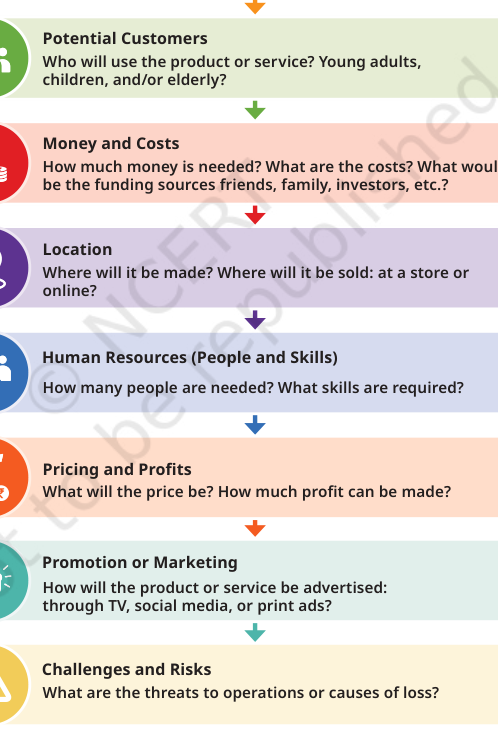 Potential Customers
Who will use the product or service? Young adults,
children, and/or elderly?
Money and Costs
How much money is needed? What are the costs? What woul
be the funding sources friends, family, investors, etc.?
Location
Where will it be made? Where will it be sold: at a store or
online?
Human Resources (People and Skills)
How many people are needed? What skills are required?
Pricing and Profits
What will the price be? How much profit can be made?
Promotion or Marketing
How will the product or service be advertised:
through TV, social media, or print ads?
Challenges and Risks
What are the threats to operations or causes of loss?
© NCERT
t to be republished